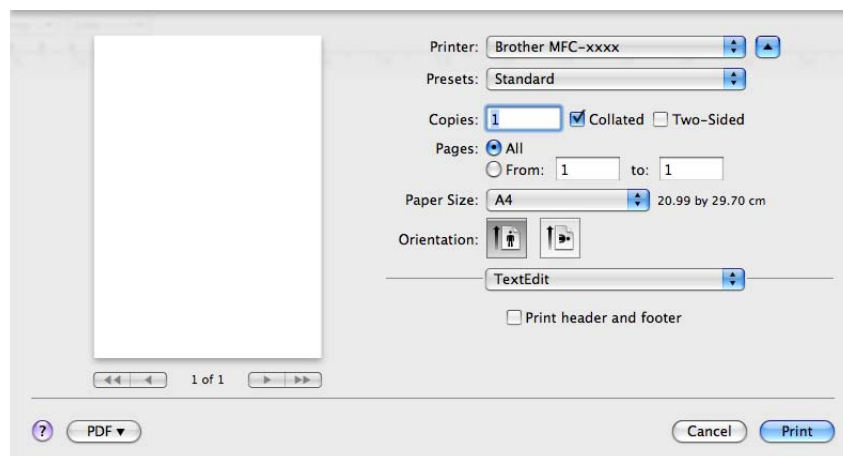 Printer: Brother MFC-xxxx
Presets: Standard
Copies: 1 Collated Two-Sided
Pages: All
From: 1 to: 1
Paper Size: A4 20.99 by 29.70 cm
Orientation:
TextEdit
Print header and footer
1 of 1
? PDF Cancel Print